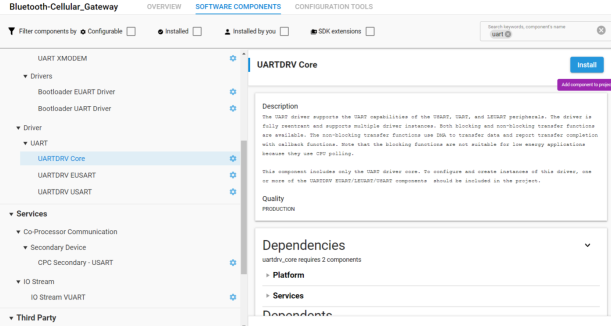 Bluetooth-Cellular_Gateway
OVERVIEW
SOFTWARE COMPONENTS
CONFIGURATION TOOLS
Filter components by
Configurable
Installed
Installed by you
SDK extensions
Search keywords, component's name
uart
UART XMODEM
Drivers
Bootloader EUART Driver
Bootloader UART Driver
Driver
UART
UARTDRV Core
UARTDRV EUSART
UARTDRV USART
Services
Co-Processor Communication
Secondary Device
CPC Secondary - USART
IO Stream
IO Stream VUART
Third Party
UARTDRV Core
Install
Add component to project
Description
The UART driver supports the UART capabilities of the USART, UART, and LEUART peripherals. The driver is
fully reentrant and supports multiple driver instances. Both blocking and non-blocking transfer functions
are available. The non-blocking transfer functions use DMA to transfer data and report transfer completion
with callback functions. Note that the blocking functions are not suitable for low energy applications
because they use CPU polling.
This component includes only the UART driver core. To configure and create instances of this driver, one
or more of the UARTDRV EUART/LEUART/USART components should be included in the project.
Quality
PRODUCTION
Dependencies
uartdrv_core requires 2 components
Platform
Services
Dependents